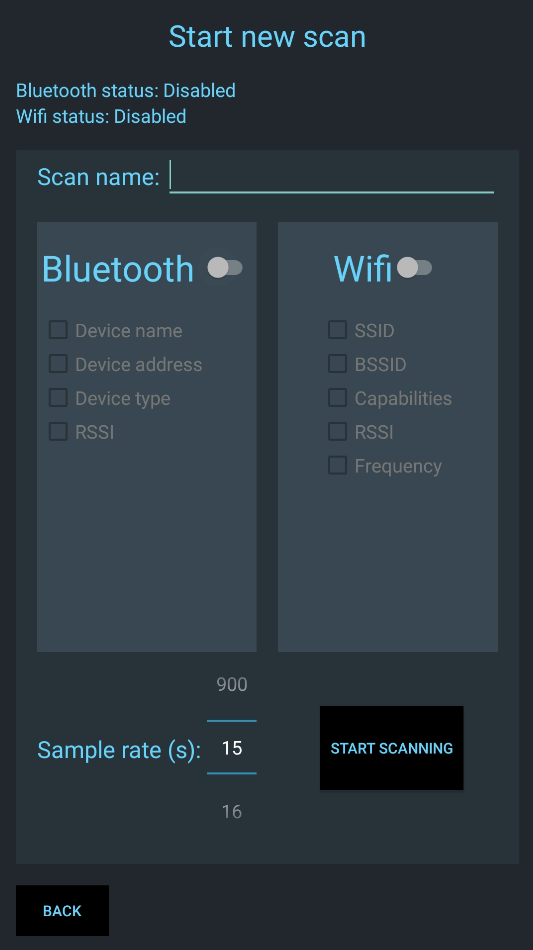 Start new scan
Bluetooth status: Disabled
Wifi status: Disabled
Scan name:
Bluetooth
Device name
Device address
Device type
RSSI
Wifi
SSID
BSSID
Capabilities
RSSI
Frequency
900
Sample rate (s): 15
16
START SCANNING
BACK